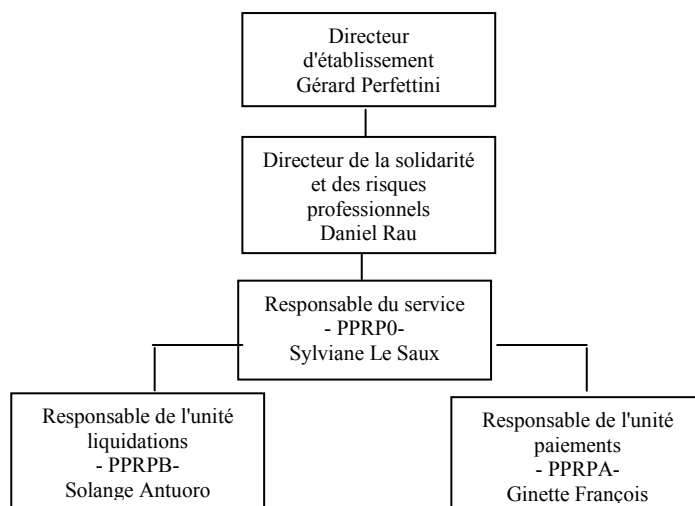 Directeur
d'établissement
Gérard Perfettini
Directeur de la solidarité
et des risques
professionnels
Daniel Rau
Responsable du service
- PPRP0-
Sylviane Le Saux
Responsable de l'unité
liquidations
- PPRPB-
Solange Antuoro
Responsable de l'unité
paiements
- PPRPA-
Ginette François